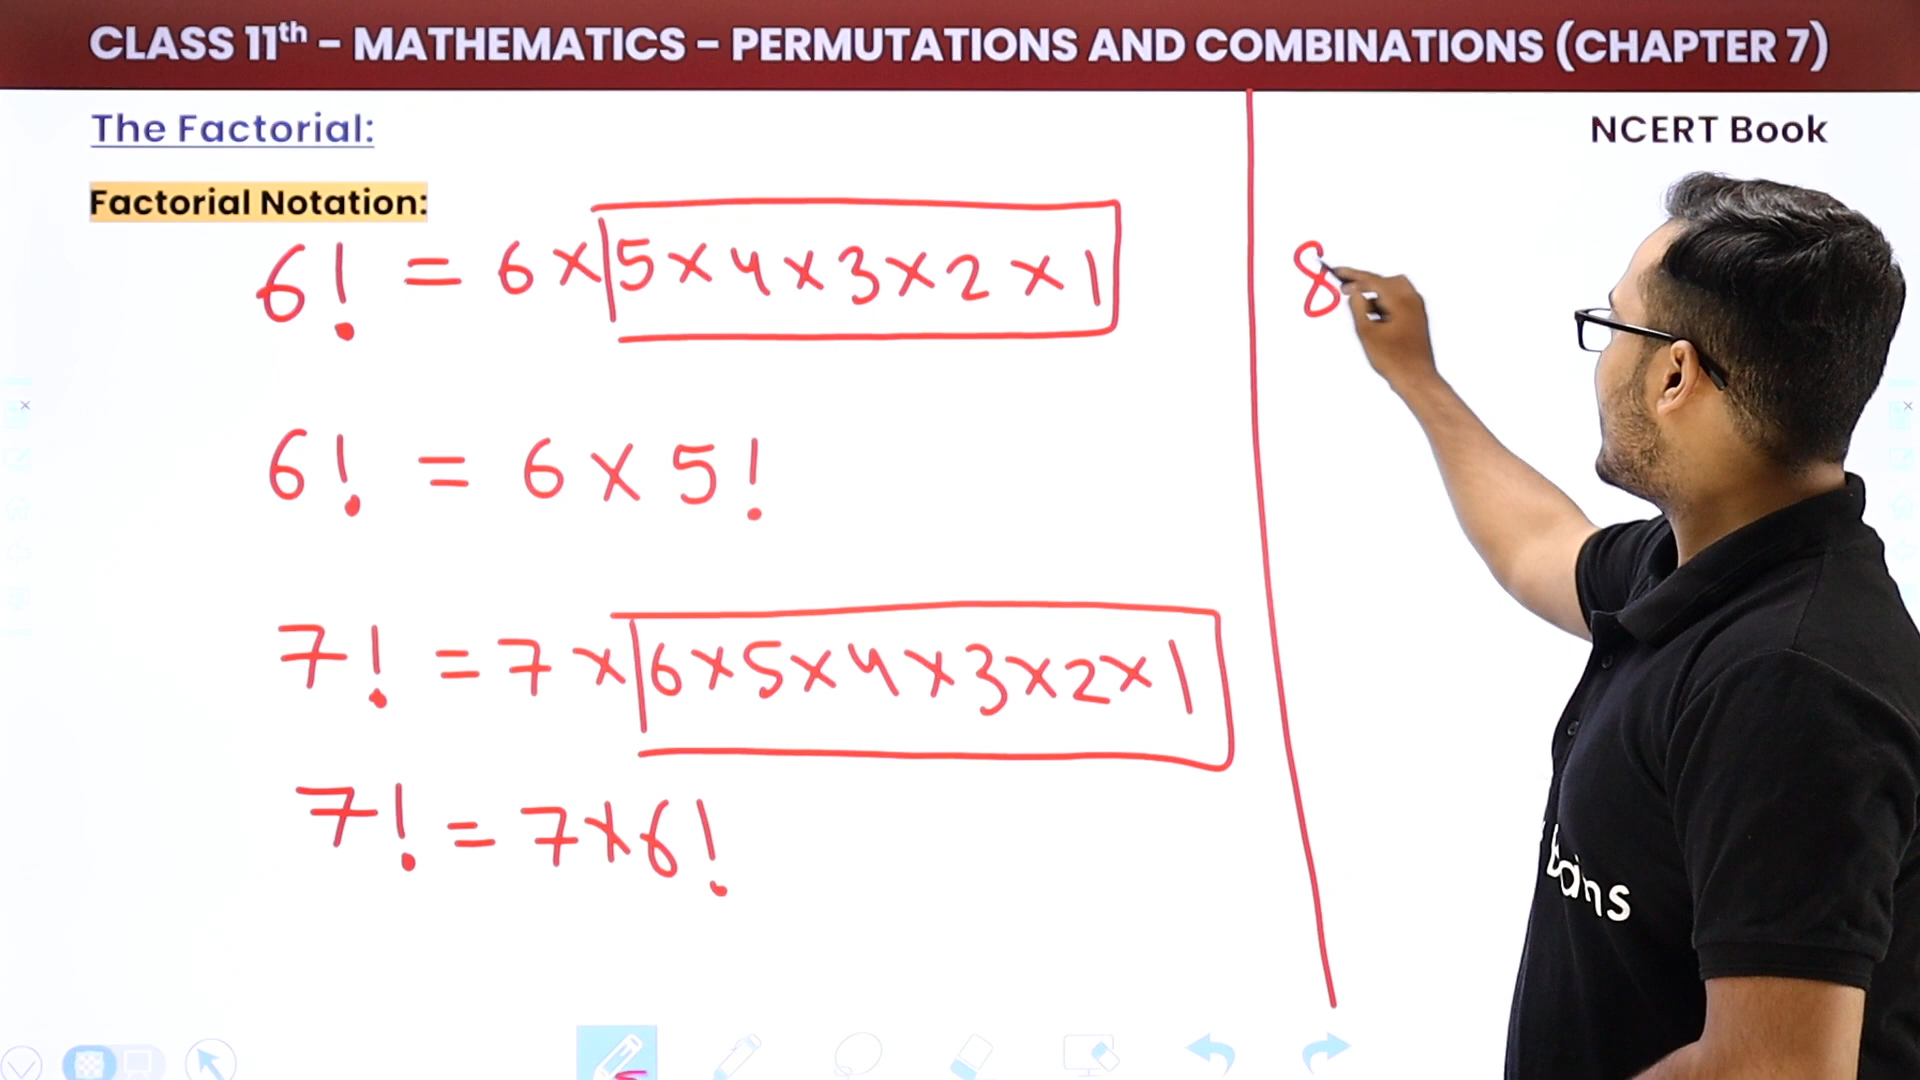 CLASS 11th – MATHEMATICS – PERMUTATIONS AND COMBINATIONS (CHAPTER 7)
The Factorial:
NCERT Book
Factorial Notation:
6! = 6 × 5 × 4 × 3 × 2 × 1
8
6! = 6 × 5!
7! = 7 × 6 × 5 × 4 × 3 × 2 × 1
7! = 7 × 6!